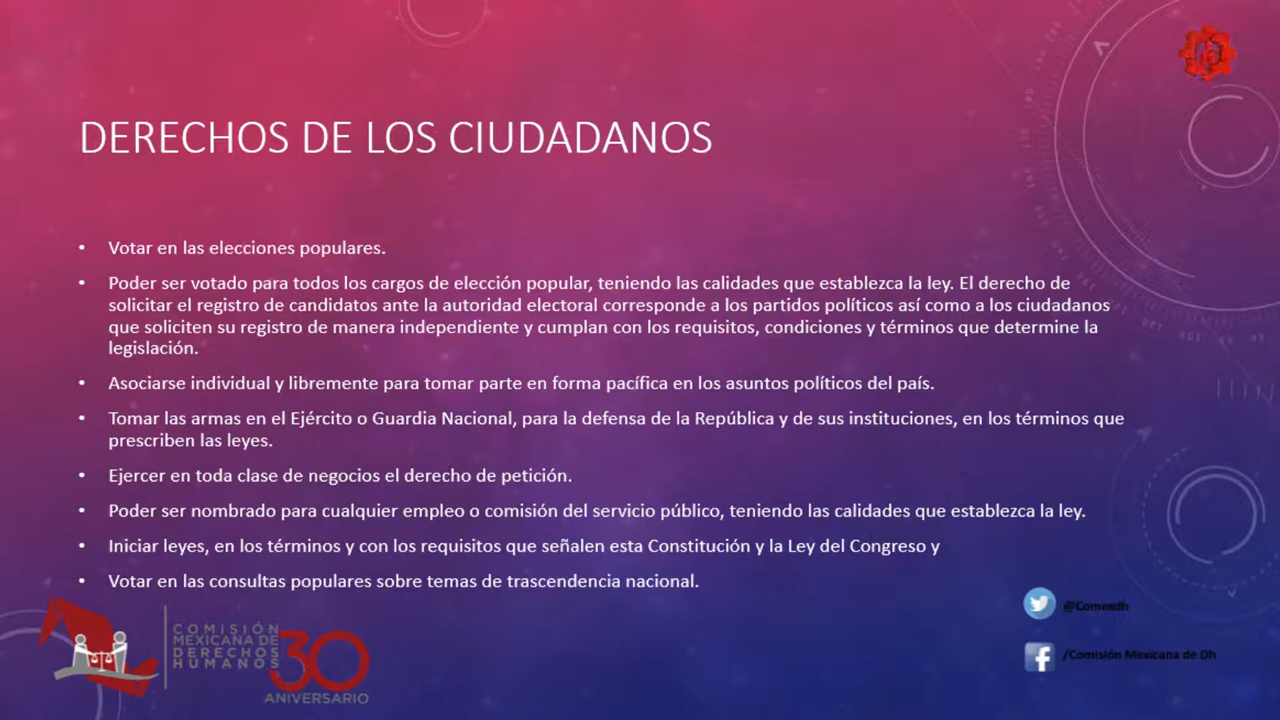 DERECHOS DE LOS CIUDADANOS
• Votar en las elecciones populares.
• Poder ser votado para todos los cargos de elección popular, teniendo las calidades que establezca la ley. El derecho de
solicitar el registro de candidatos ante la autoridad electoral corresponde a los partidos políticos así como a los ciudadanos
que soliciten su registro de manera independiente y cumplan con los requisitos, condiciones y términos que determine la
legislación.
• Asociarse individual y libremente para tomar parte en forma pacífica en los asuntos políticos del país.
• Tomar las armas en el Ejército o Guardia Nacional, para la defensa de la República y de sus instituciones, en los términos que
prescriben las leyes.
• Ejercer en toda clase de negocios el derecho de petición.
• Poder ser nombrado para cualquier empleo o comisión del servicio público, teniendo las calidades que establezca la ley.
• Iniciar leyes, en los términos y con los requisitos que señalen esta Constitución y la Ley del Congreso y
• Votar en las consultas populares sobre temas de trascendencia nacional.
@Comexdh
/Comisión Mexicana de Dh
COMISIÓN
MEXICANA DE
DERECHOS
HUMANOS
30
ANIVERSARIO